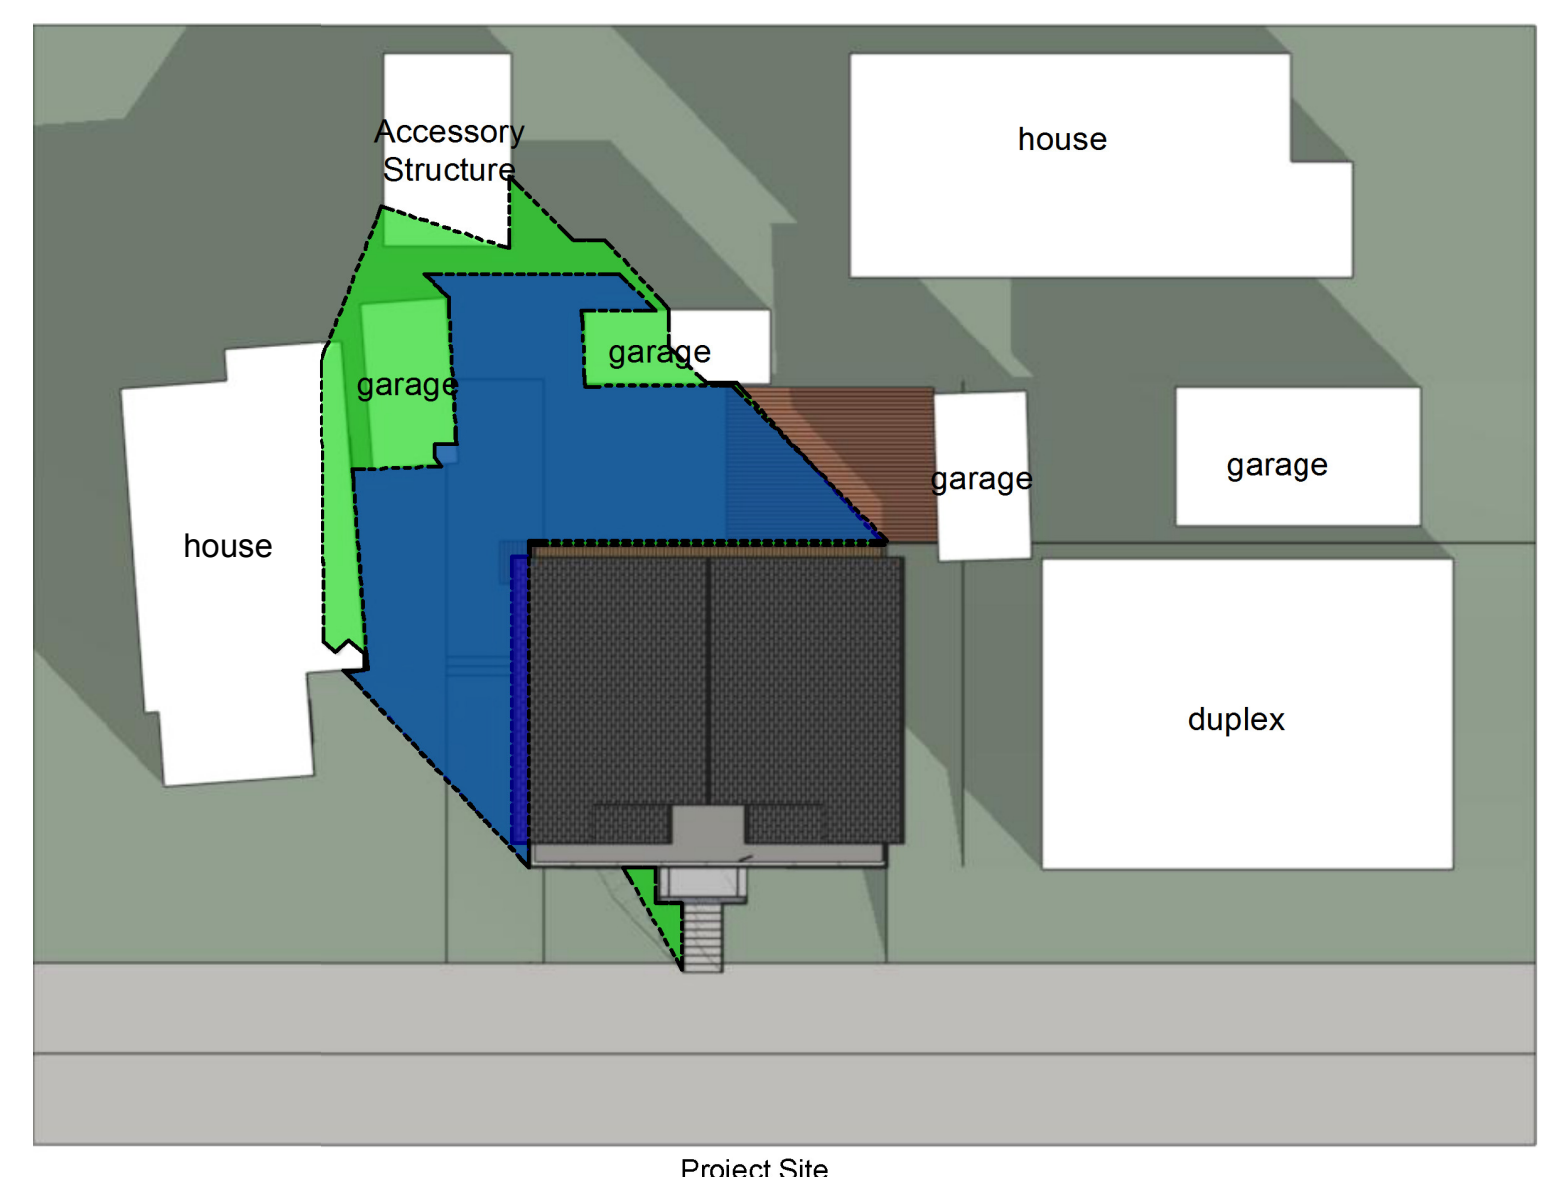 Accessory
Structure
house
garage
garage
garage
garage
house
duplex
Project Site